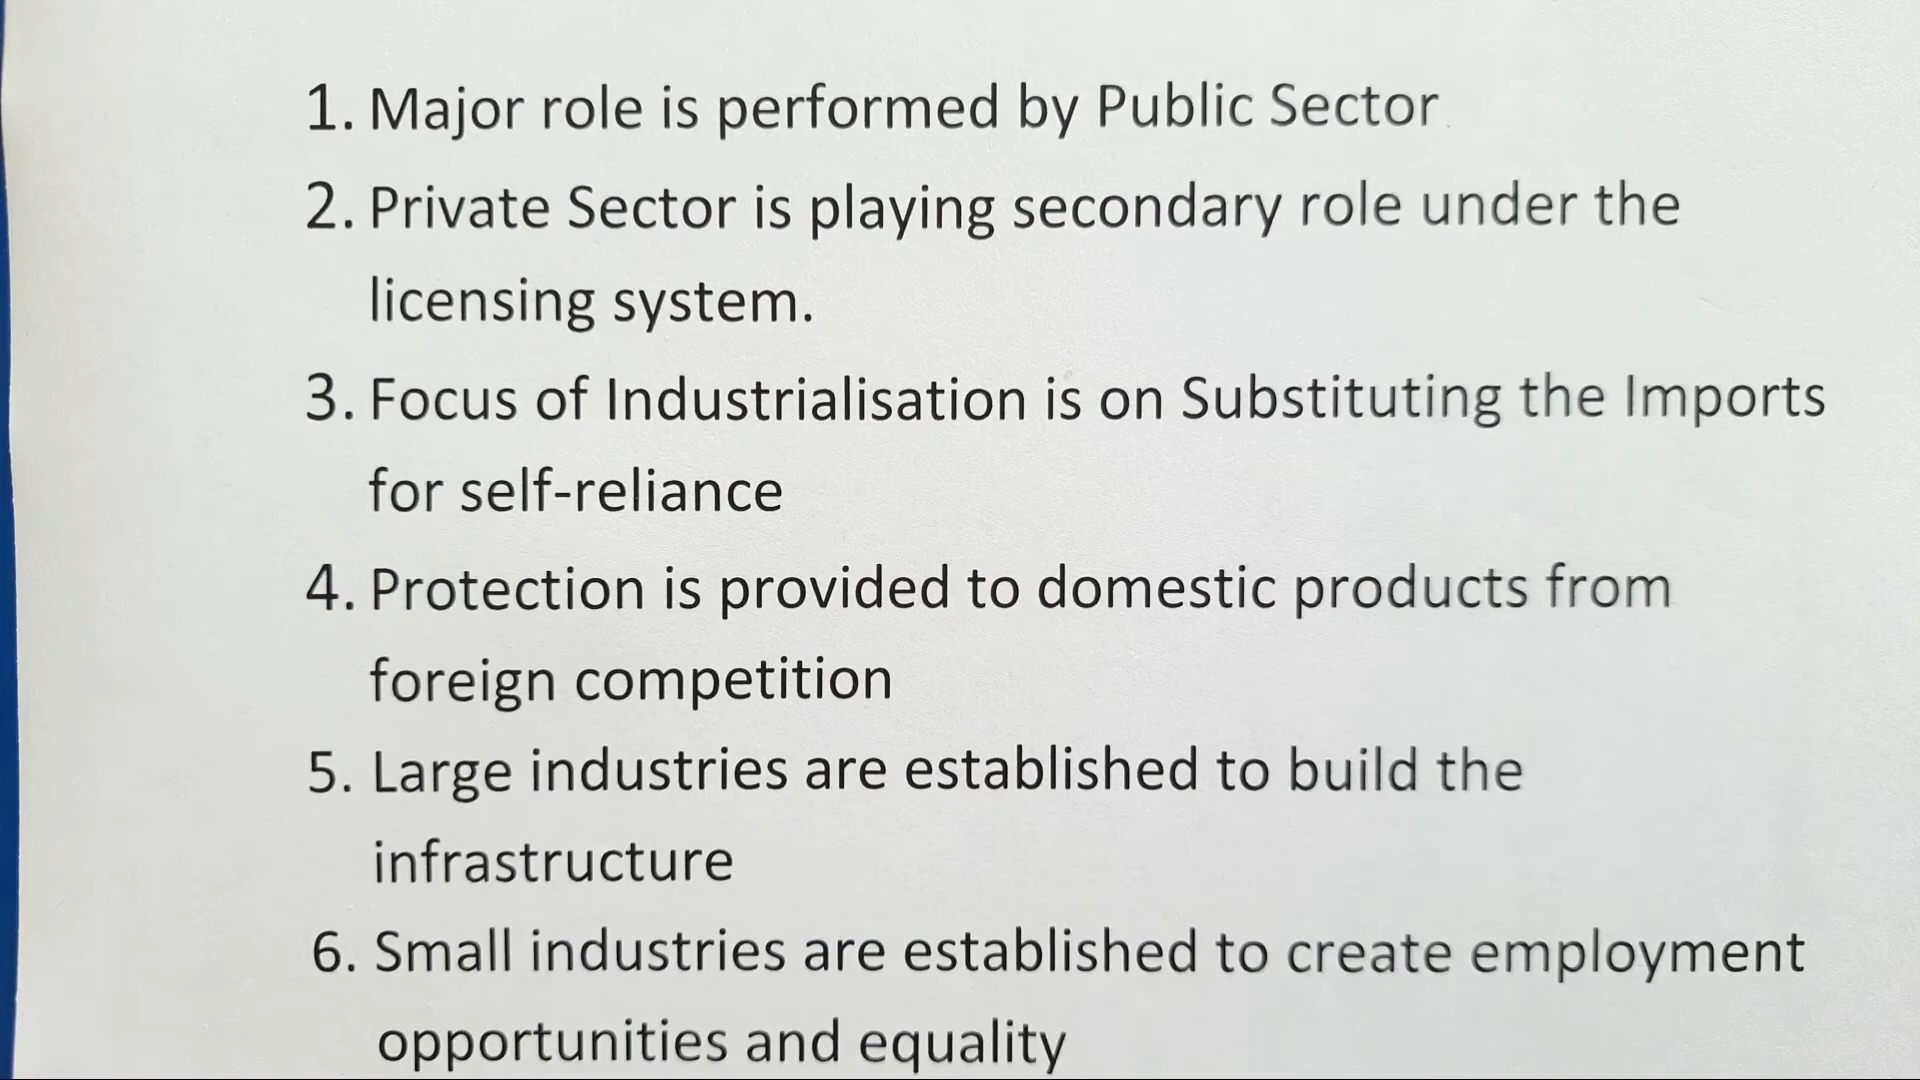 1. Major role is performed by Public Sector
2. Private Sector is playing secondary role under the
licensing system.
3. Focus of Industrialisation is on Substituting the Imports
for self-reliance
4. Protection is provided to domestic products from
foreign competition
5. Large industries are established to build the
infrastructure
6. Small industries are established to create employment
opportunities and equality